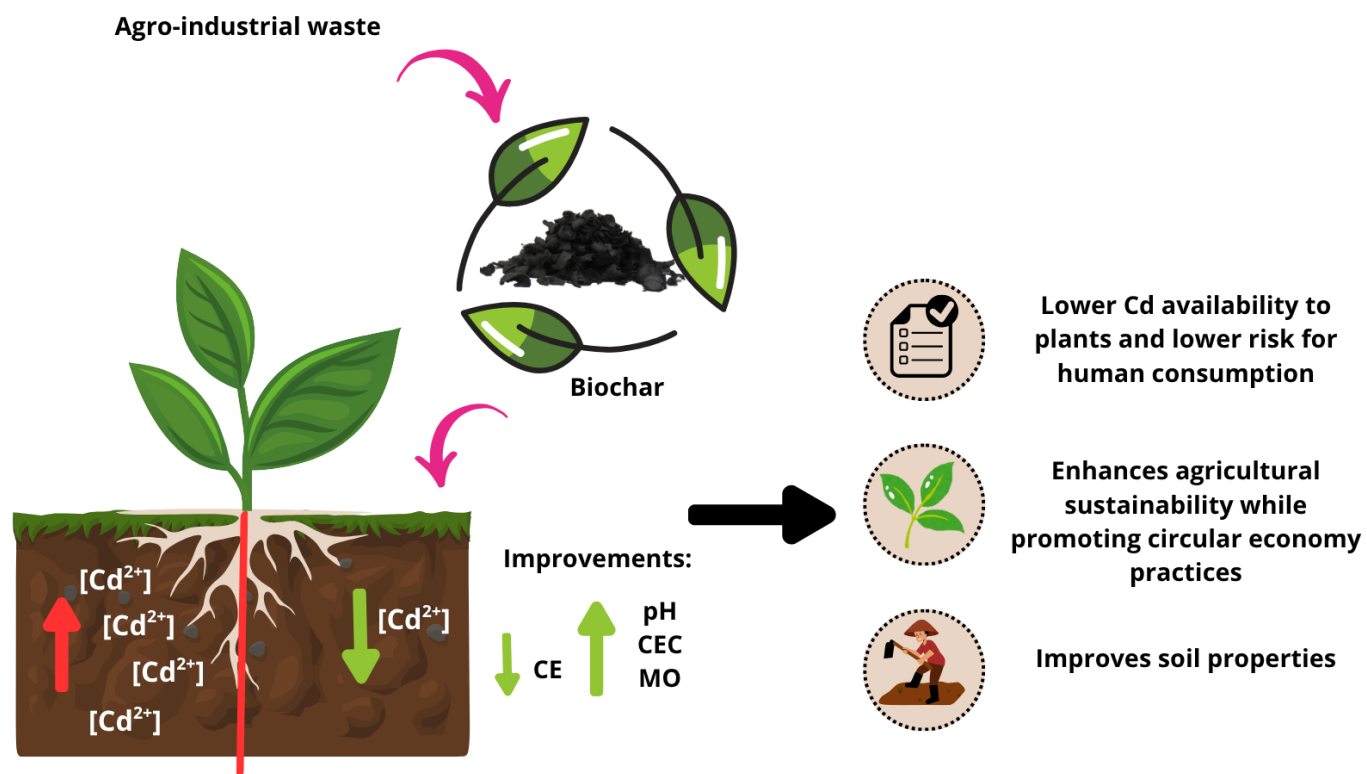 Agro-industrial waste
Biochar
[Cd²⁺]
[Cd²⁺]
[Cd²⁺]
[Cd²⁺]
[Cd²⁺]
Improvements:
CE
pH
CEC
MO
Lower Cd availability to
plants and lower risk for
human consumption
Enhances agricultural
sustainability while
promoting circular economy
practices
Improves soil properties